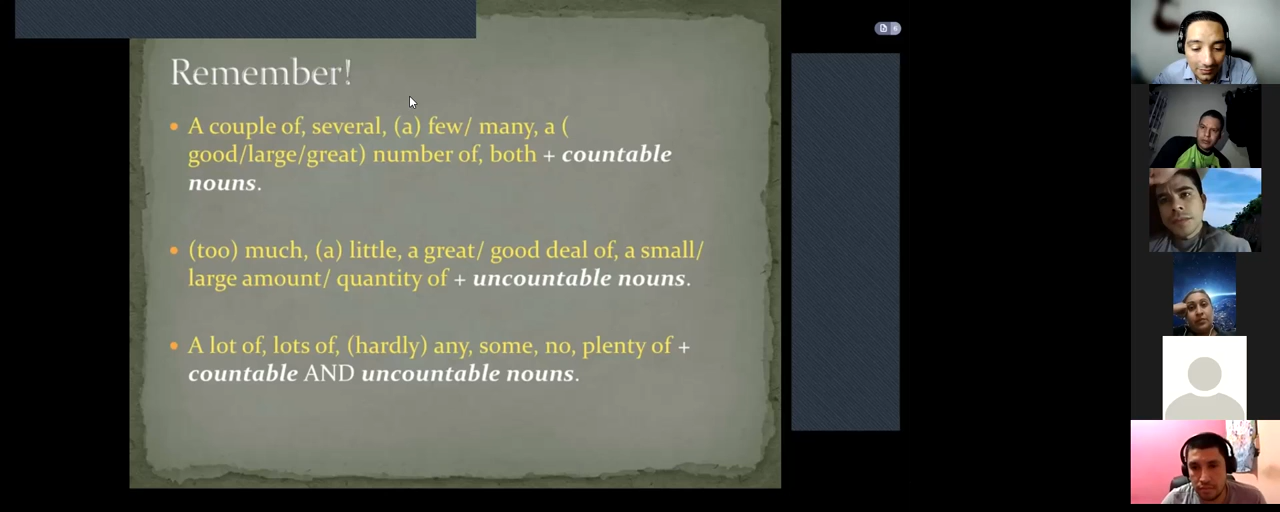 Remember!
• A couple of, several, (a) few/ many, a (
good/large/great) number of, both + countable
nouns.
• (too) much, (a) little, a great/ good deal of, a small/
large amount/ quantity of + uncountable nouns.
• A lot of, lots of, (hardly) any, some, no, plenty of +
countable AND uncountable nouns.